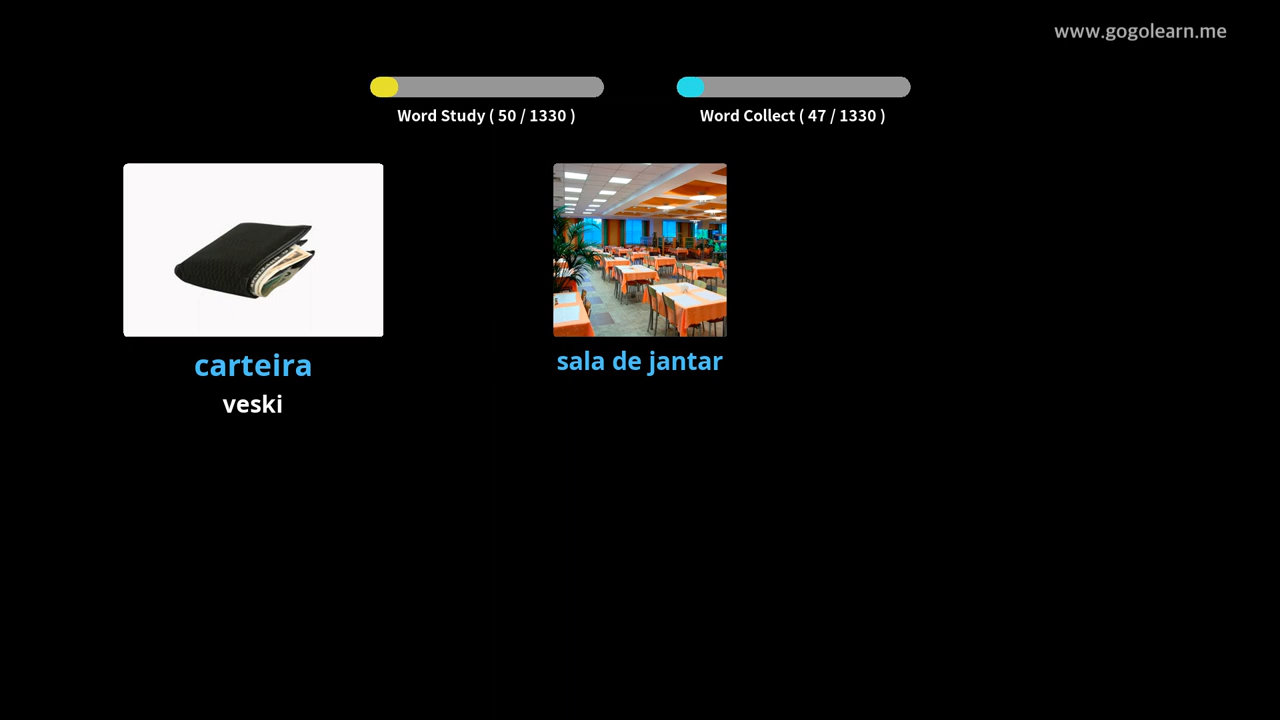 www.gogolearn.me
Word Study ( 50 / 1330 )
Word Collect ( 47 / 1330 )
carteira
veski
sala de jantar